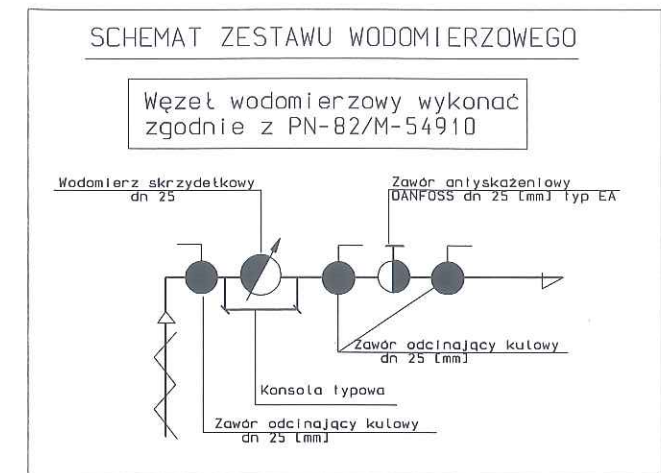 SCHEMAT ZESTAWU WODOMIERZOWEGO
Węzeł wodomierzowy wykonać
zgodnie z PN-82/M-54910
Wodomierz skrzydełkowy
dn 25
Zawór antyskażeniowy
DANFOSS dn 25 [mm] typ EA
Zawór odcinający kulowy
dn 25 [mm]
Konsola typowa
Zawór odcinający kulowy
dn 25 [mm]